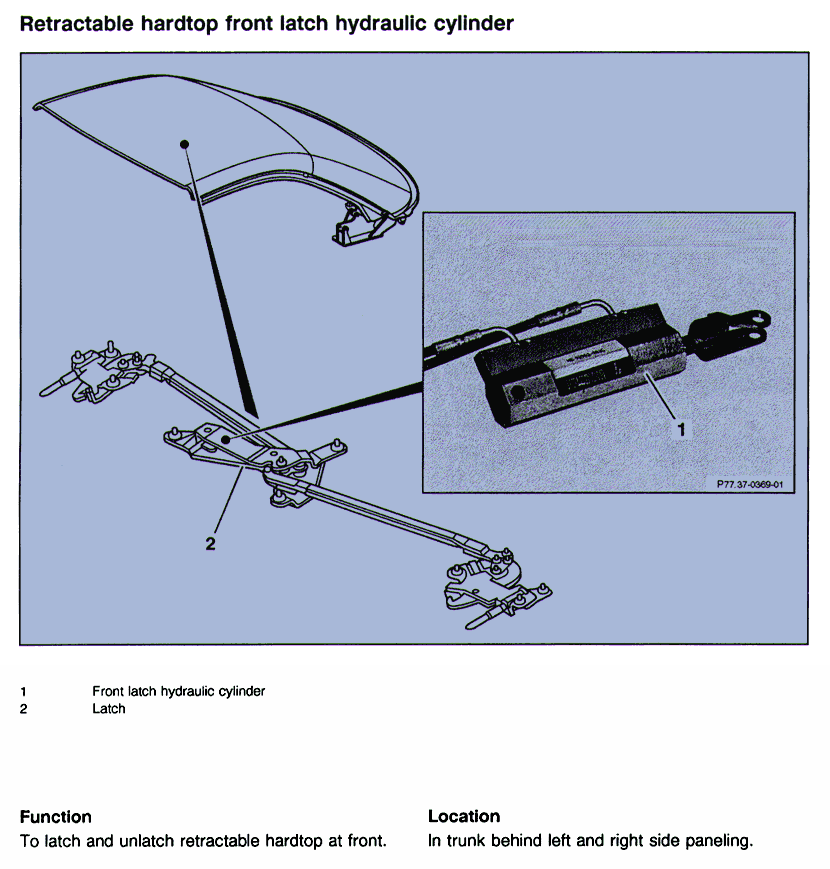 Retractable hardtop front latch hydraulic cylinder
1
P77.37-0369-01
2
1 Front latch hydraulic cylinder
2 Latch
Function
To latch and unlatch retractable hardtop at front.
Location
In trunk behind left and right side paneling.